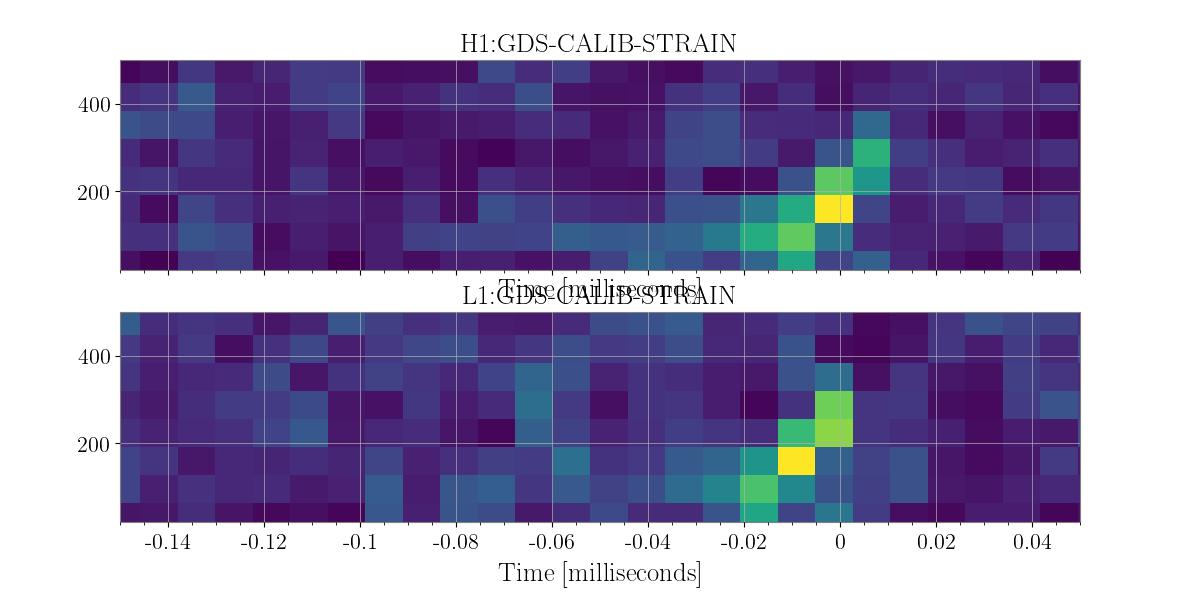 H1:GDS-CALIB-STRAIN
400
200
Time [milliseconds]
L1:GDS-CALIB-STRAIN
400
200
-0.14 -0.12 -0.1 -0.08 -0.06 -0.04 -0.02 0 0.02 0.04
Time [milliseconds]